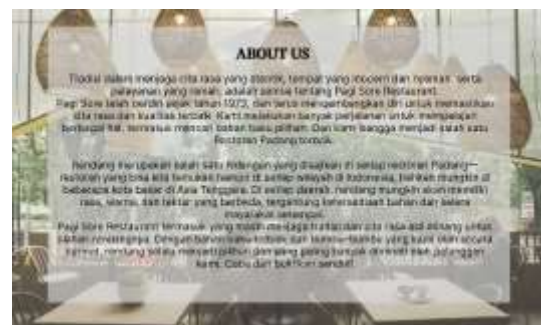 ABOUT US
dalam menjaga cita rasa yang otentik, tempat yang modern dan nyaman, serta
pelayanan yang ramah, adalah semua tentang Pagi Sore Restaurant.
Pagi Sore telah berdiri sejak tahun 1973, dan terus mengembangkan diri untuk memastikan
cita rasa dan kualitas terbaik. Kami melakukan banyak perjalanan untuk mempelajari
berbagai hal, termasuk mencari bahan baku pilihan. Dan kami bangga menjadi salah satu
Restoran Padang terbaik.
Rendang merupakan salah satu hidangan yang disajikan di setiap restoran Padang—
restoran yang bisa kita temukan hampir di setiap wilayah di Indonesia, bahkan mungkin di
beberapa kota besar di Asia Tenggara. Di setiap daerah, rendang mungkin akan memiliki
rasa, warna, dan tekstur yang berbeda, tergantung ketersediaan bahan dan selera
masyarakat setempat.
Pagi Sore Restaurant termasuk yang masih menjaga tradisi dan cita rasa asli Minang untuk
olahan rendangnya. Dengan bahan baku terbaik dan bumbu-bumbu yang kami olah secara
rendang selalu menjadi pilihan dan yang paling banyak diminati oleh pelanggan
kami. Coba dan buktikan sendiri!